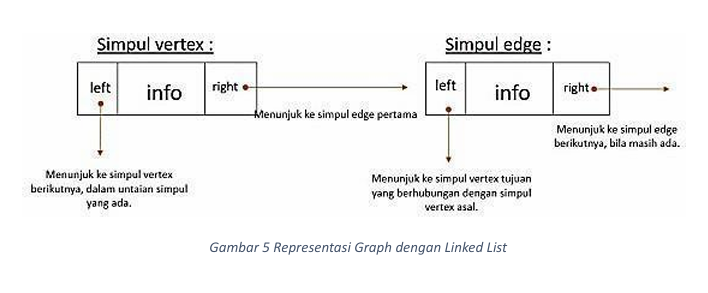 Simpul vertex :
left
info
right
Menunjuk ke simpul edge pertama
Menunjuk ke simpul vertex
berikutnya, dalam untaian simpul
yang ada.
Simpul edge :
left
info
right
Menunjuk ke simpul edge
berikutnya, bila masih ada.
Menunjuk ke simpul vertex tujuan
yang berhubungan dengan simpul
vertex asal.
Gambar 5 Representasi Graph dengan Linked List